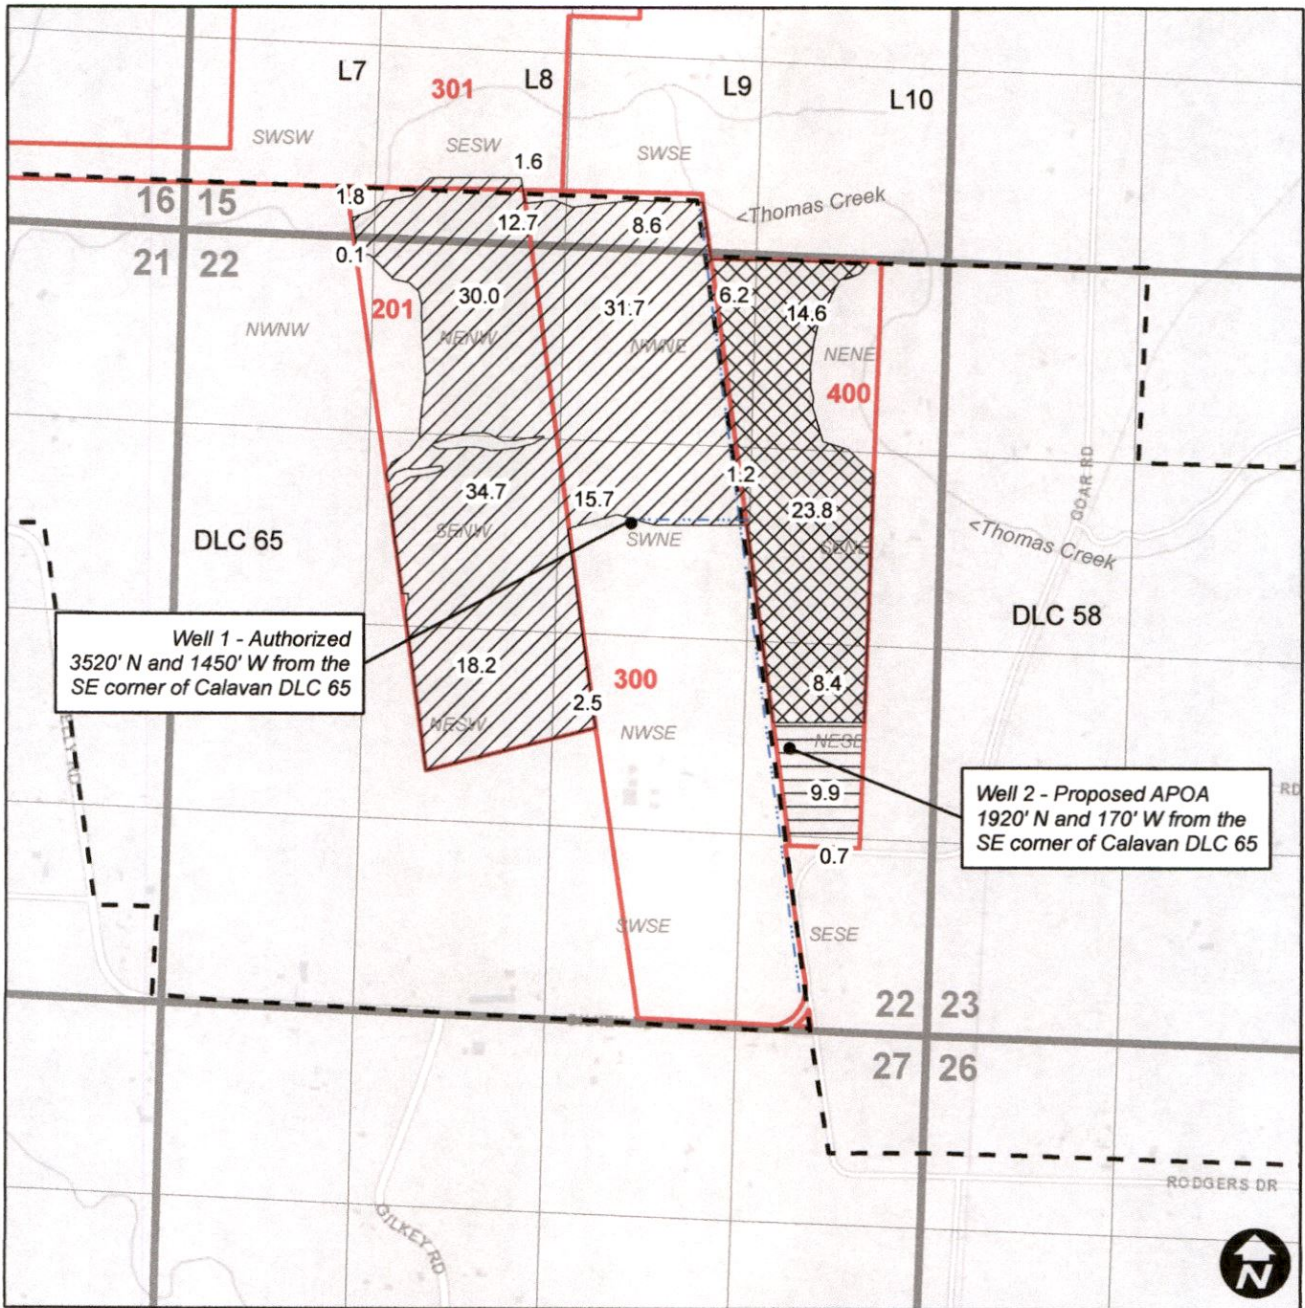 L7
L8
L9
L10
301
SWSW
SESW
SWSE
1.6
1.8
16
15
12.7
8.6
<Thomas Creek
0.1
21
22
30.0
31.7
6.2
14.6
201
NWNW
NENW
NWNE
NENE
400
1.2
GOAR RD
34.7
15.7
23.8
DLC 65
SENW
SWNE
SENE
<Thomas Creek
DLC 58
Well 1 - Authorized
3520' N and 1450' W from the
SE corner of Calavan DLC 65
18.2
300
8.4
2.5
NESW
NWSE
NESE
RD
9.9
Well 2 - Proposed APOA
1920' N and 170' W from the
SE corner of Calavan DLC 65
0.7
SWSE
SESE
22
23
27
26
RODGERS DR
GILKEY RD
N